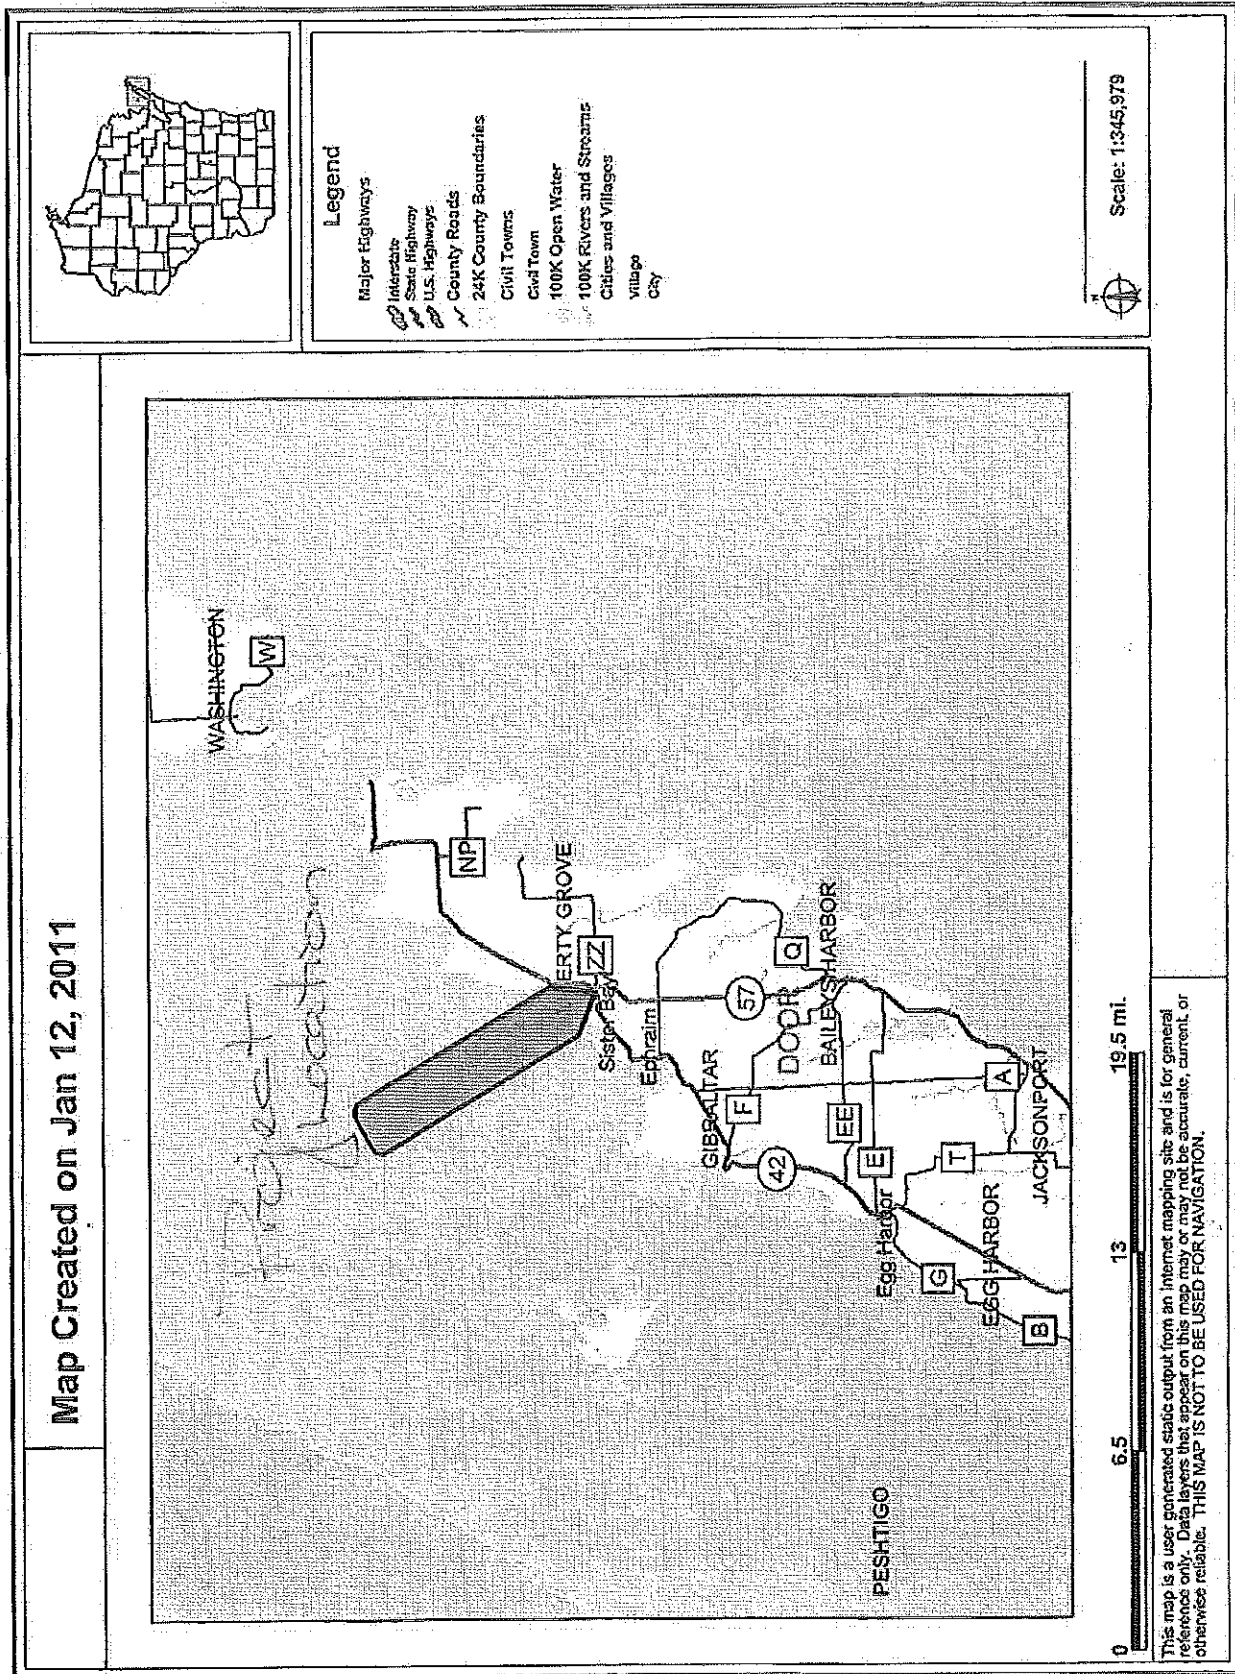 Map Created on Jan 12, 2011
Project
Location
WASHINGTON
W
NP
ERTY GROVE
ZZ
Sister Bay
Ephraim
Q
57
GIBRALTAR
F
DOOR
BAILEYS HARBOR
42
EE
E
A
T
Egg Harbor
JACKSONPORT
G
EGG HARBOR
B
PESHTIGO
Legend
Major Highways
Interstate
State Highway
U.S. Highways
County Roads
24K County Boundaries
Civil Towns
Civil Town
100K Open Water
100K Rivers and Streams
Cities and Villages
Village
City
N
Scale: 1:345,979
0 6.5 13 19.5 mi.
This map is a user generated static output from an Internet mapping site and is for general
reference only. Data layers that appear on this map may or may not be accurate, current, or
otherwise reliable. THIS MAP IS NOT TO BE USED FOR NAVIGATION.